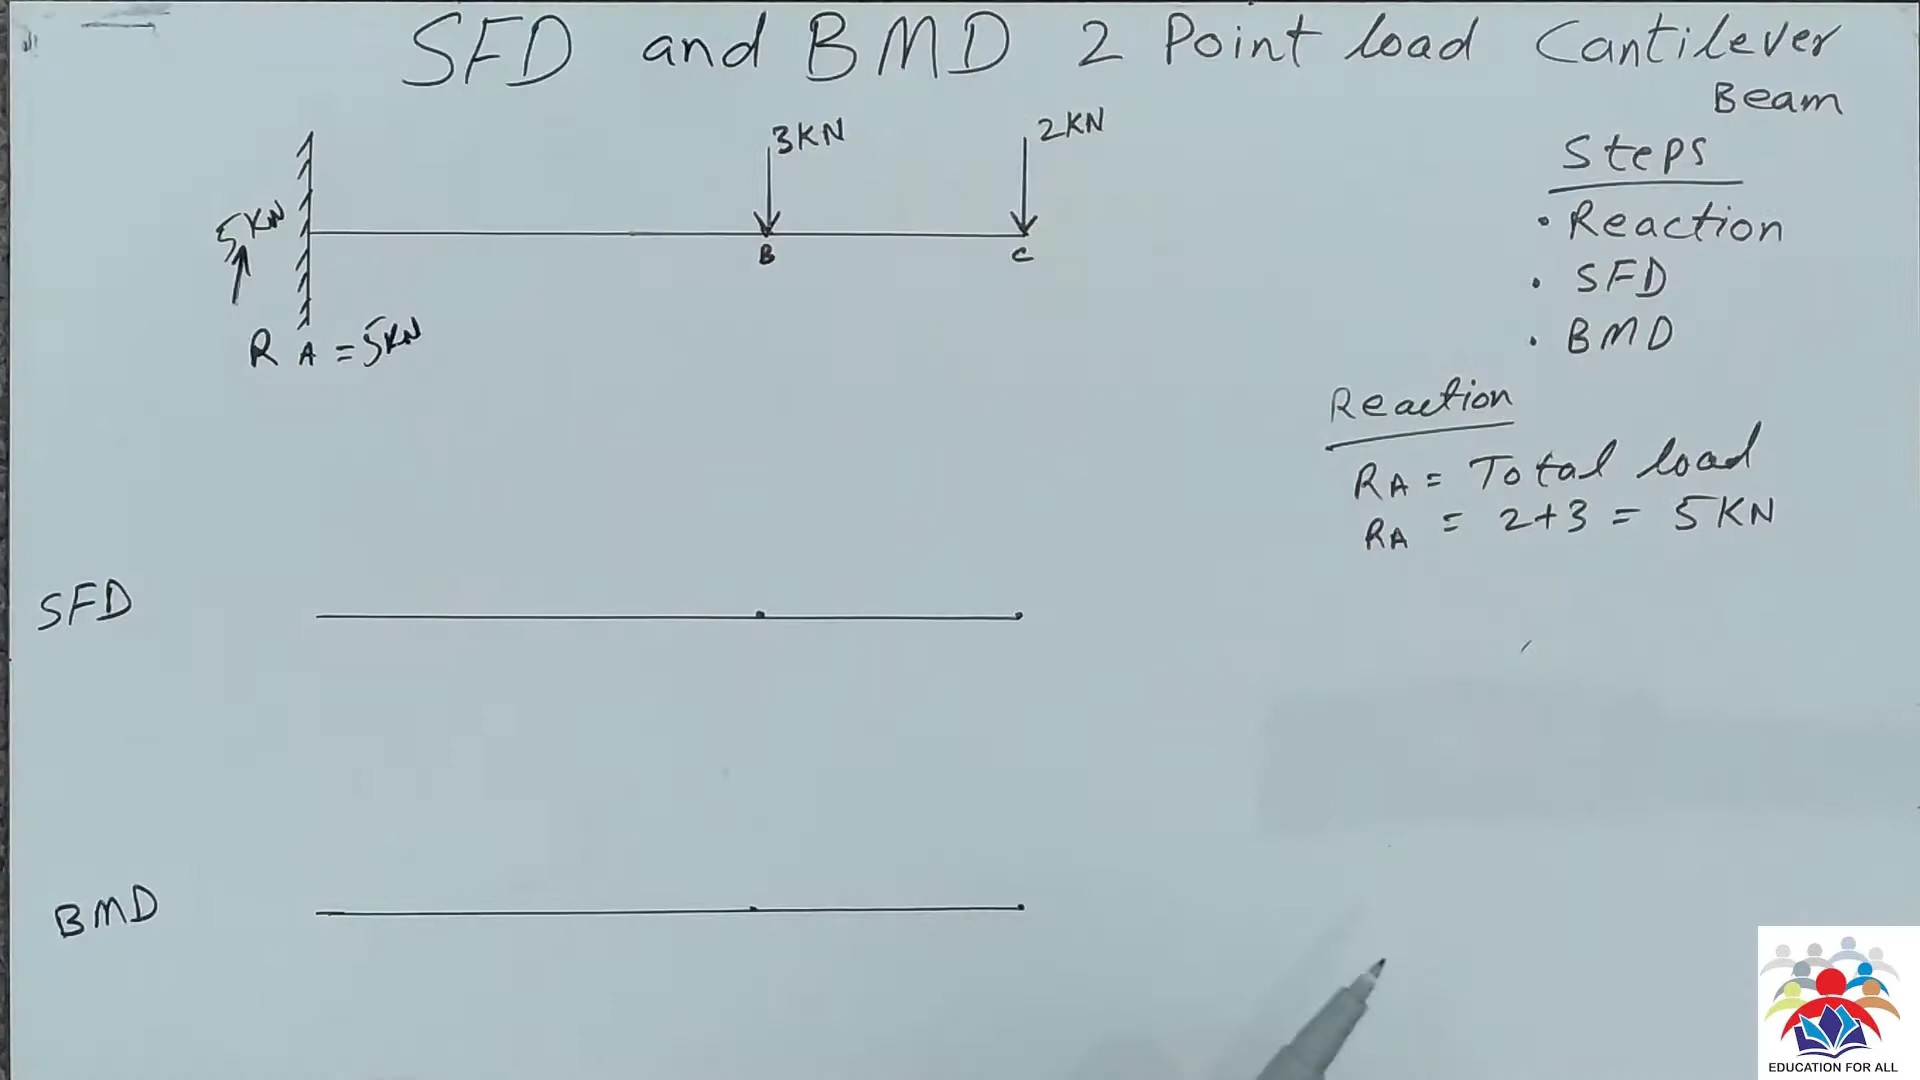 SFD and BMD 2 Point load Cantilever
Beam
3KN
2KN
5KN
B
C
RA = 5KN
Steps
• Reaction
• SFD
• BMD
Reaction
RA = Total load
RA = 2+3 = 5KN
SFD
BMD
EDUCATION FOR ALL